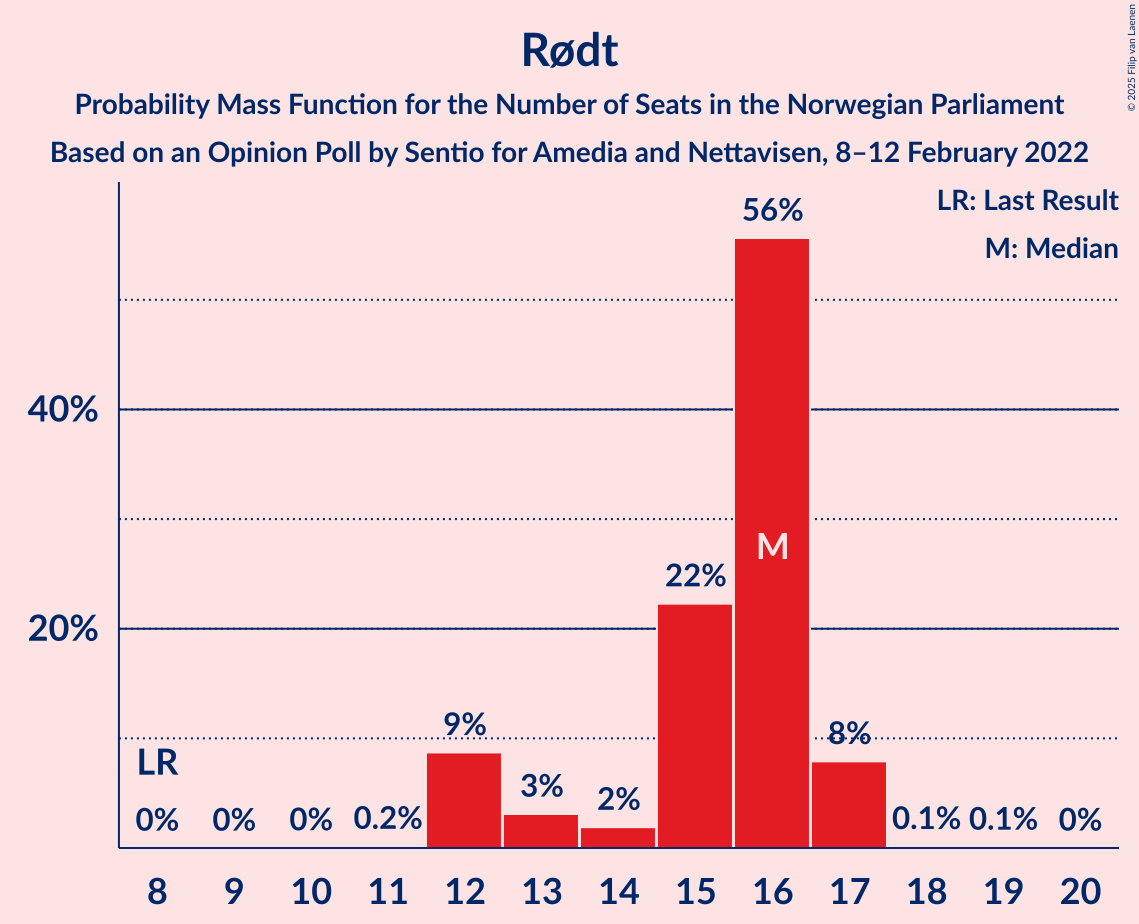 © 2025 Filip van Laenen
Rødt
Probability Mass Function for the Number of Seats in the Norwegian Parliament
Based on an Opinion Poll by Sentio for Amedia and Nettavisen, 8–12 February 2022
LR: Last Result
M: Median
56%
40%
M
22%
20%
9%
8%
LR
3%
2%
0% 0% 0% 0.2% 0.1% 0.1% 0%
8 9 10 11 12 13 14 15 16 17 18 19 20